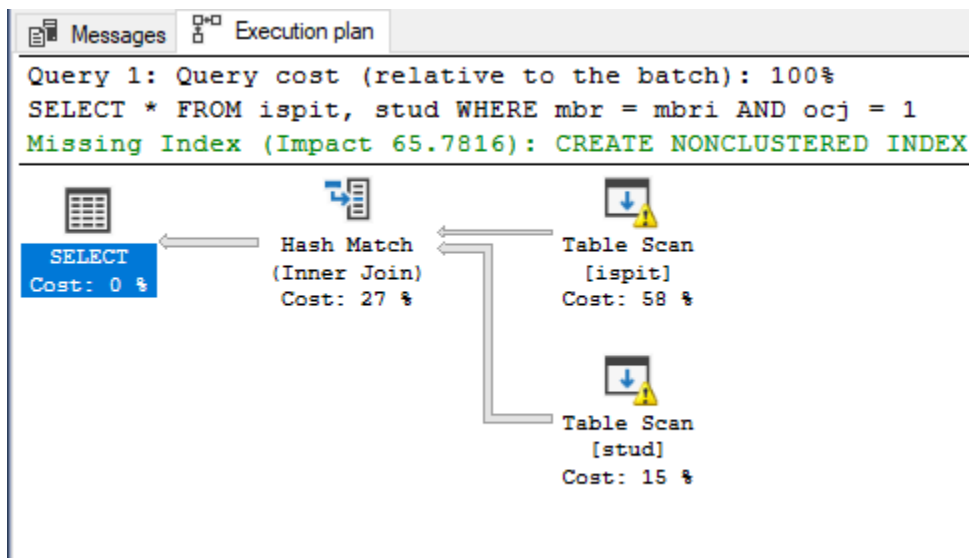 Messages
Execution plan
Query 1: Query cost (relative to the batch): 100%
SELECT * FROM ispit, stud WHERE mbr = mbri AND ocj = 1
Missing Index (Impact 65.7816): CREATE NONCLUSTERED INDEX
SELECT
Cost: 0 %
Hash Match
(Inner Join)
Cost: 27 %
Table Scan
[ispit]
Cost: 58 %
Table Scan
[stud]
Cost: 15 %